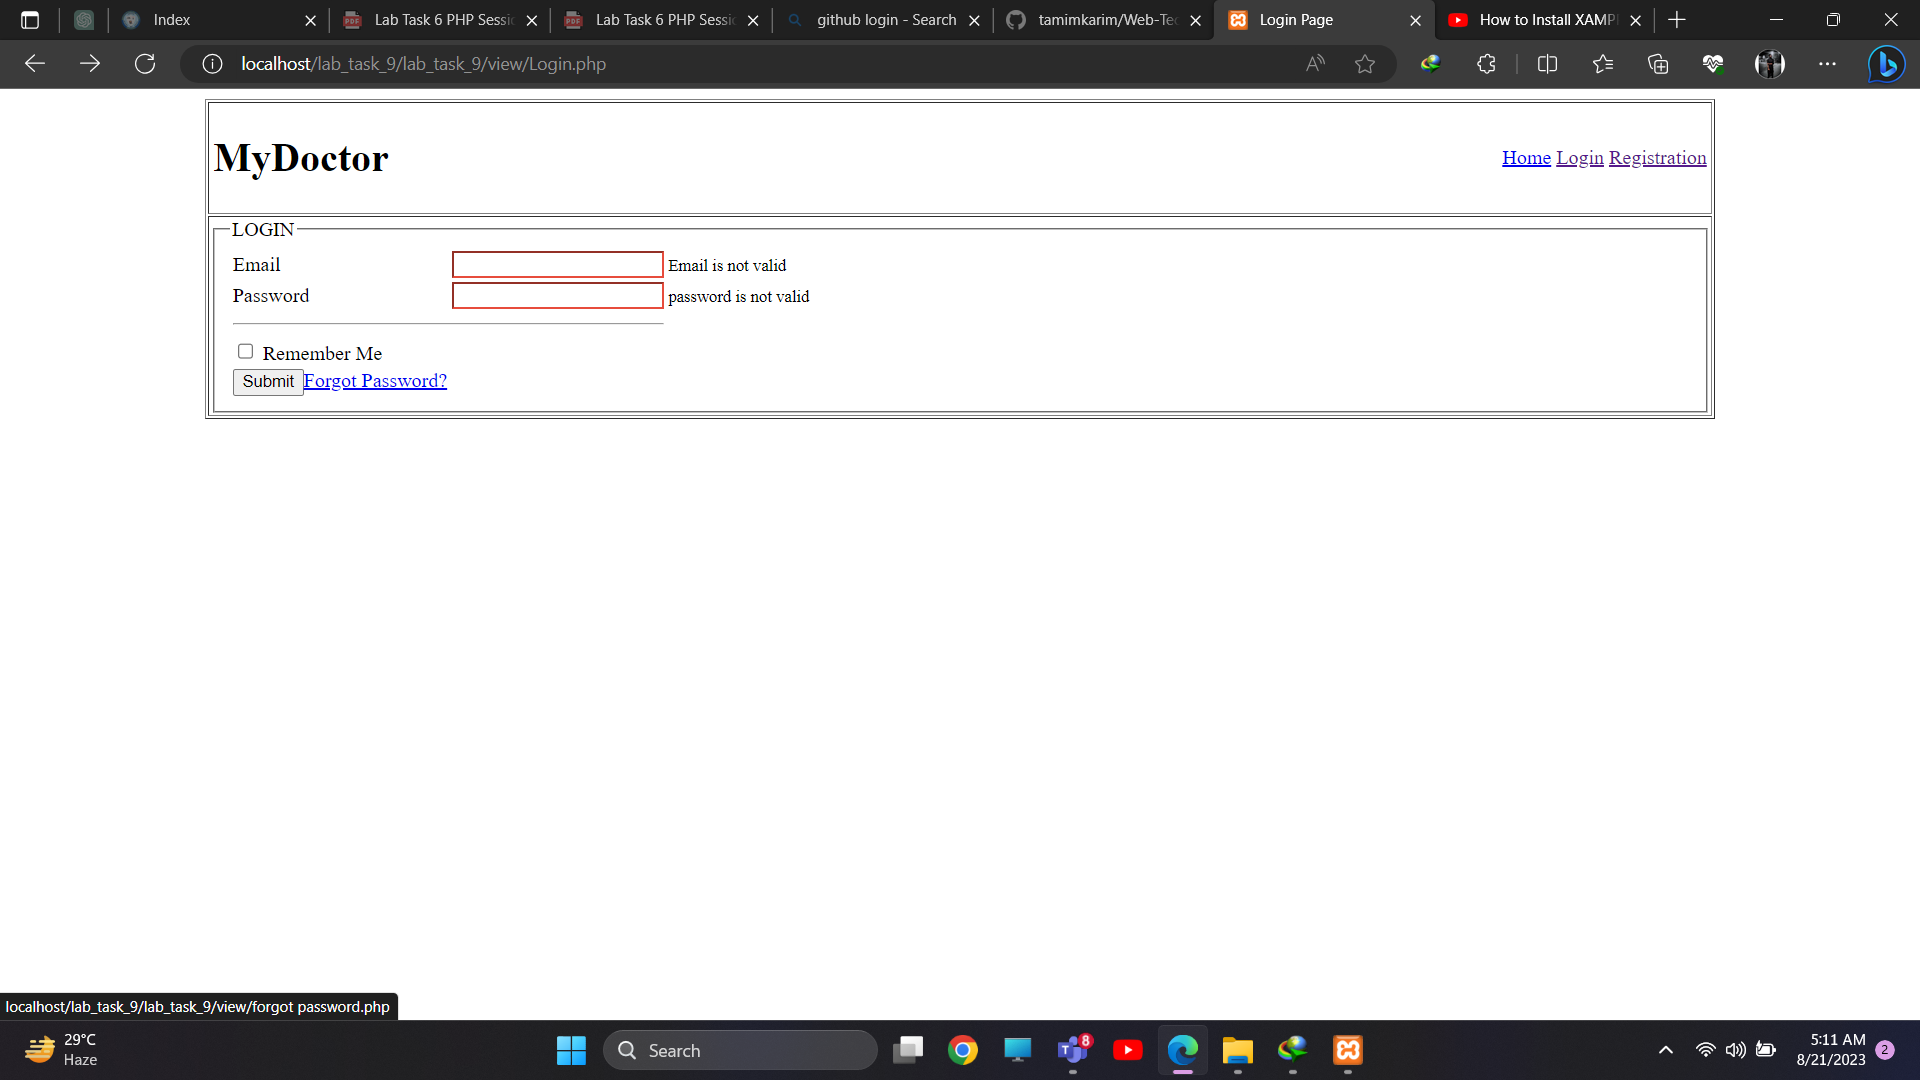 Index
Lab Task 6 PHP Sessi
Lab Task 6 PHP Sessi
github login - Search
tamimkarim/Web-Tec
Login Page
How to Install XAMP
localhost/lab_task_9/lab_task_9/view/Login.php
MyDoctor
Home Login Registration
LOGIN
Email Email is not valid
Password password is not valid
Remember Me
Submit Forgot Password?
localhost/lab_task_9/lab_task_9/view/forgot password.php
29°C
Haze
Search
8
5:11 AM
8/21/2023
2